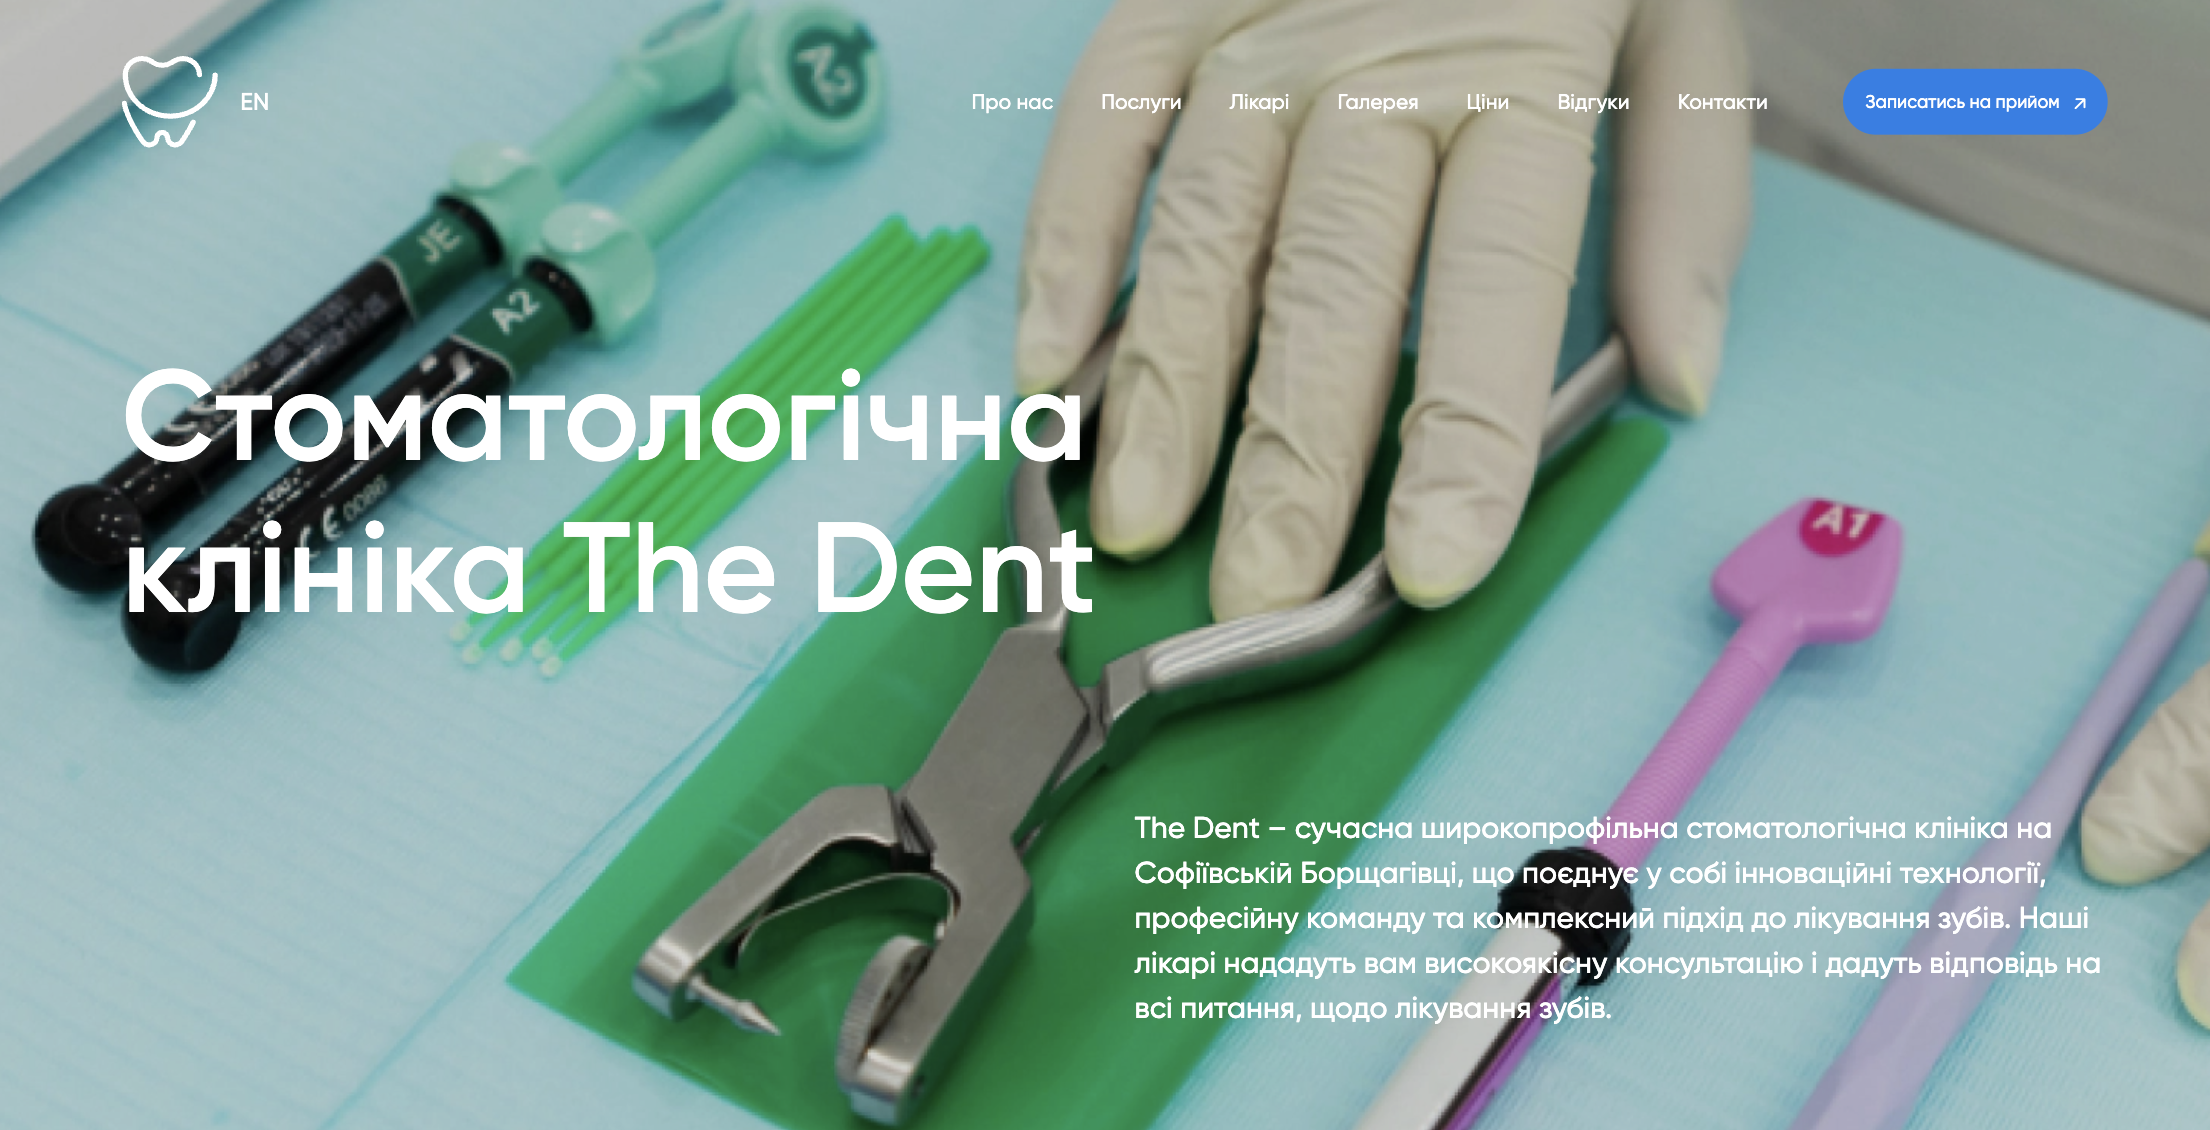 EN
Про нас
Послуги
Лікарі
Галерея
Ціни
Відгуки
Контакти
Записатись на прийом
A2
JE
A2
Стоматологічна
клініка The Dent
A1
The Dent – сучасна широкопрофільна стоматологічна клініка на
Софіївській Борщагівці, що поєднує у собі інноваційні технології,
професійну команду та комплексний підхід до лікування зубів. Наші
лікарі нададуть вам високоякісну консультацію і дадуть відповідь на
всі питання, щодо лікування зубів.